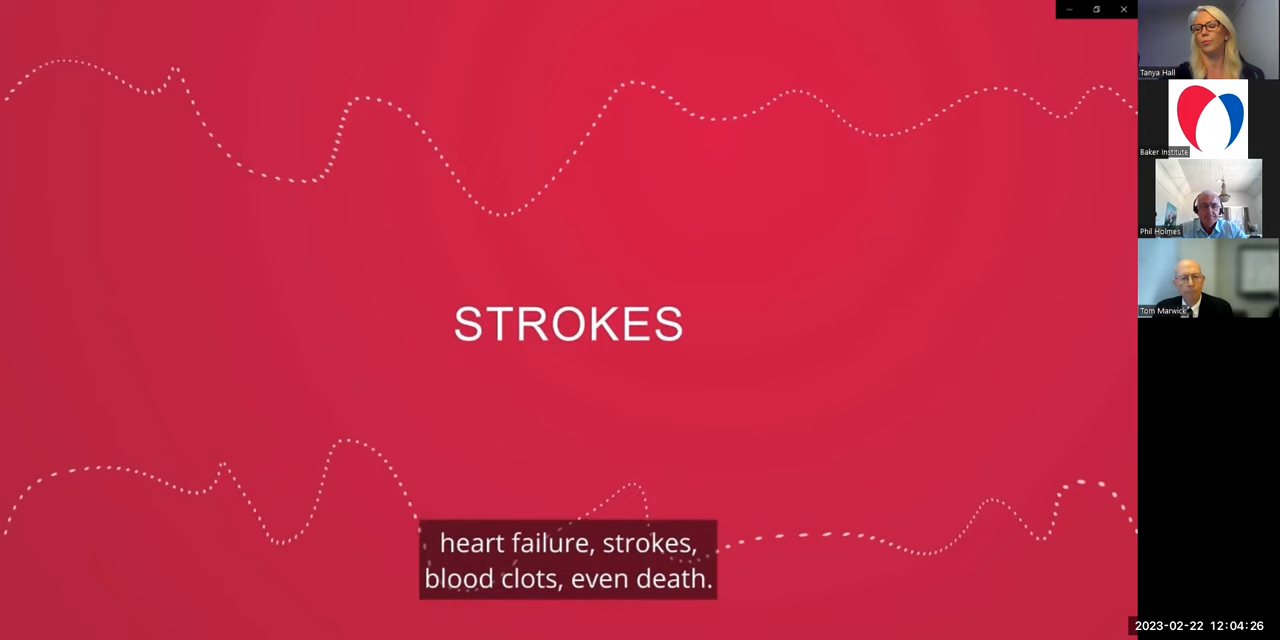 Tanya Hall
Baker Institute
Phil Holmes
Tom Marwick
STROKES
heart failure, strokes,
blood clots, even death.
2023-02-22 12:04:26